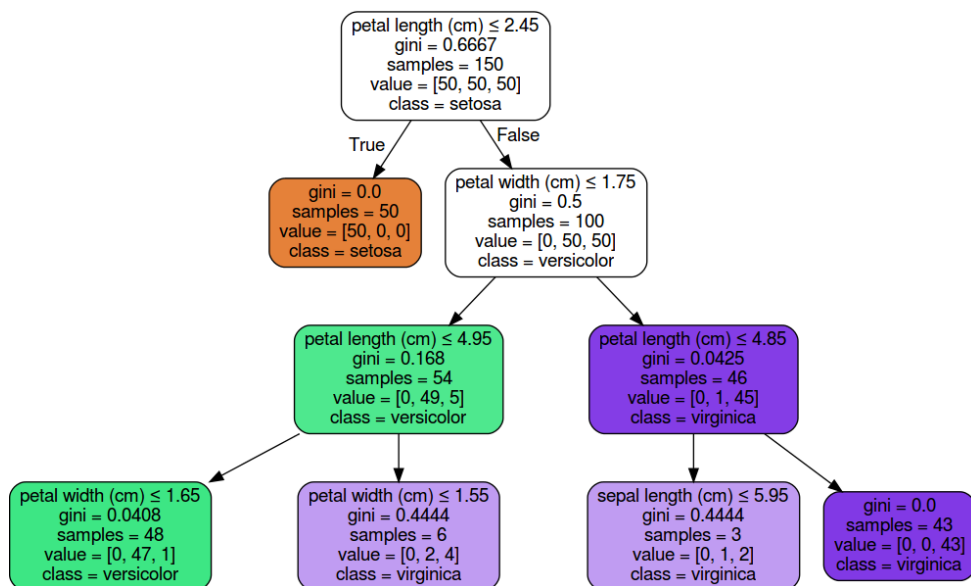 petal length (cm) ≤ 2.45
gini = 0.6667
samples = 150
value = [50, 50, 50]
class = setosa
True
False
gini = 0.0
samples = 50
value = [50, 0, 0]
class = setosa
petal width (cm) ≤ 1.75
gini = 0.5
samples = 100
value = [0, 50, 50]
class = versicolor
petal length (cm) ≤ 4.95
gini = 0.168
samples = 54
value = [0, 49, 5]
class = versicolor
petal length (cm) ≤ 4.85
gini = 0.0425
samples = 46
value = [0, 1, 45]
class = virginica
petal width (cm) ≤ 1.65
gini = 0.0408
samples = 48
value = [0, 47, 1]
class = versicolor
petal width (cm) ≤ 1.55
gini = 0.4444
samples = 6
value = [0, 2, 4]
class = virginica
sepal length (cm) ≤ 5.95
gini = 0.4444
samples = 3
value = [0, 1, 2]
class = virginica
gini = 0.0
samples = 43
value = [0, 0, 43]
class = virginica